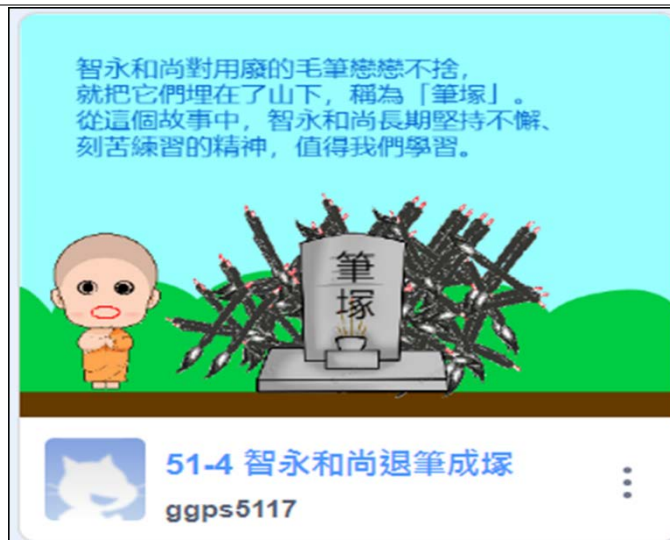 智永和尚對用廢的毛筆戀戀不捨，
就把它們埋在了山下，稱為「筆塚」。
從這個故事中，智永和尚長期堅持不懈、
刻苦練習的精神，值得我們學習。
筆
塚
51-4 智永和尚退筆成塚
ggps5117